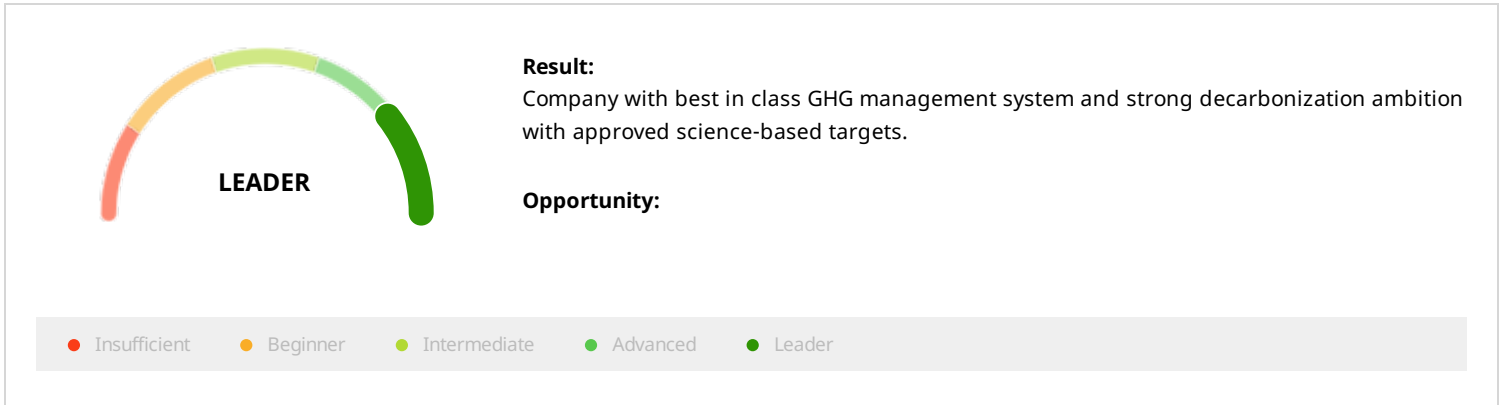 LEADER
Result:
Company with best in class GHG management system and strong decarbonization ambition
with approved science-based targets.
Opportunity:
Insufficient
Beginner
Intermediate
Advanced
Leader